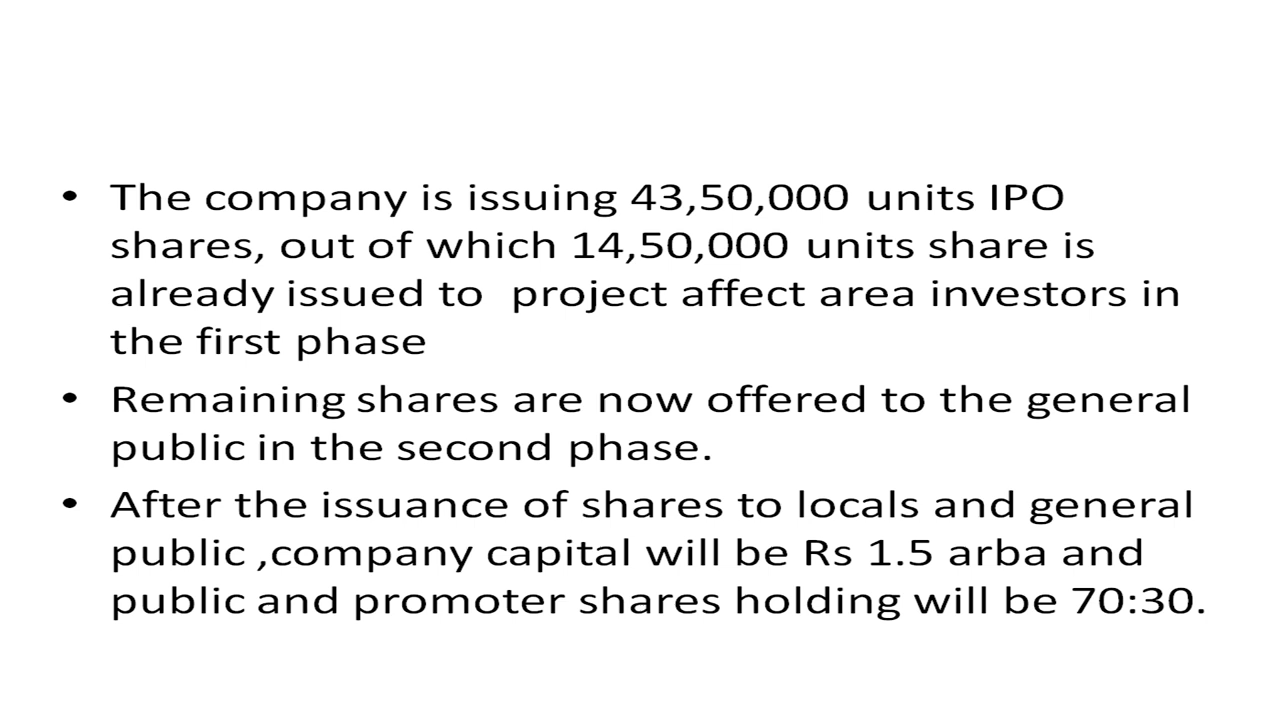 • The company is issuing 43,50,000 units IPO
shares, out of which 14,50,000 units share is
already issued to  project affect area investors in
the first phase
• Remaining shares are now offered to the general
public in the second phase.
• After the issuance of shares to locals and general
public ,company capital will be Rs 1.5 arba and
public and promoter shares holding will be 70:30.